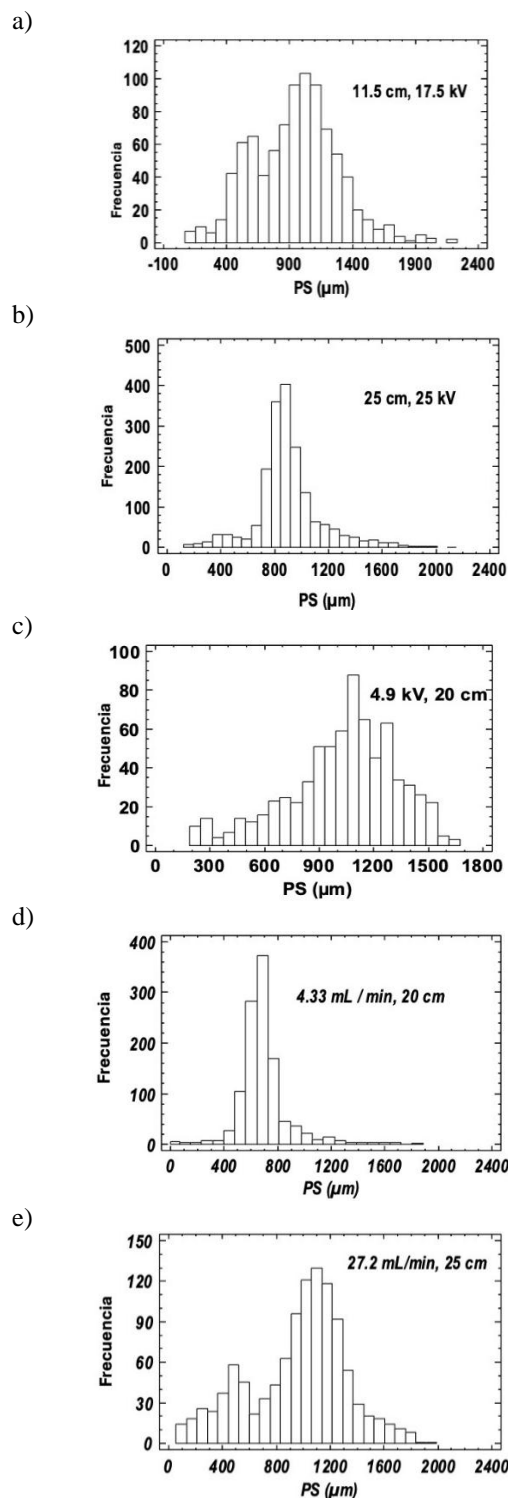 a)
120
100
80
60
40
20
0
Frecuencia
11.5 cm, 17.5 kV
-100 400 900 1400 1900 2400
PS (µm)
b)
500
400
300
200
100
0
Frecuencia
25 cm, 25 kV
0 400 800 1200 1600 2000 2400
PS (µm)
c)
100
80
60
40
20
0
Frecuencia
4.9 kV, 20 cm
0 300 600 900 1200 1500 1800
PS (µm)
d)
400
300
200
100
0
Frecuencia
4.33 mL / min, 20 cm
0 400 800 1200 1600 2000 2400
PS (µm)
e)
150
120
90
60
30
0
Frecuencia
27.2 mL/min, 25 cm
0 400 800 1200 1600 2000 2400
PS (µm)